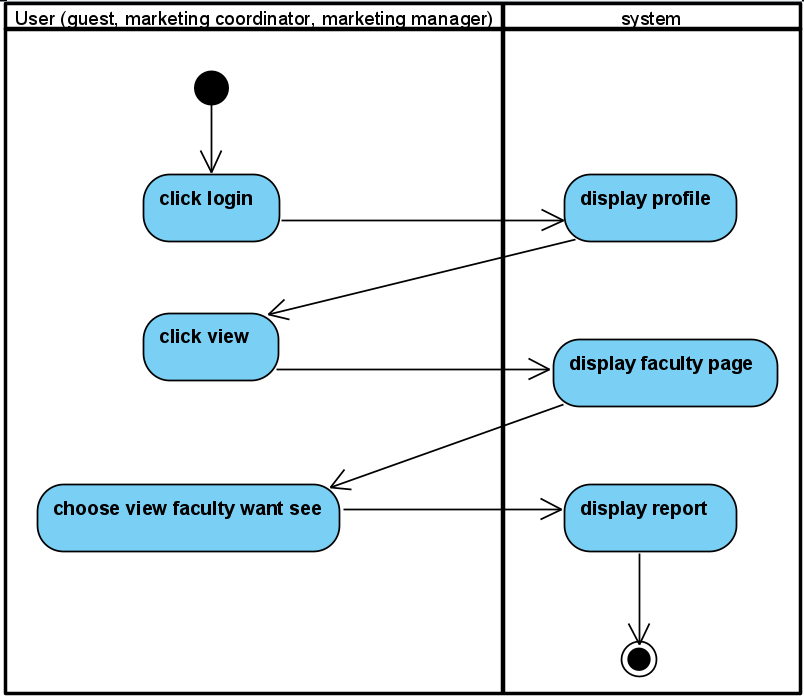 User (guest, marketing coordinator, marketing manager)
system
click login
display profile
click view
display faculty page
choose view faculty want see
display report